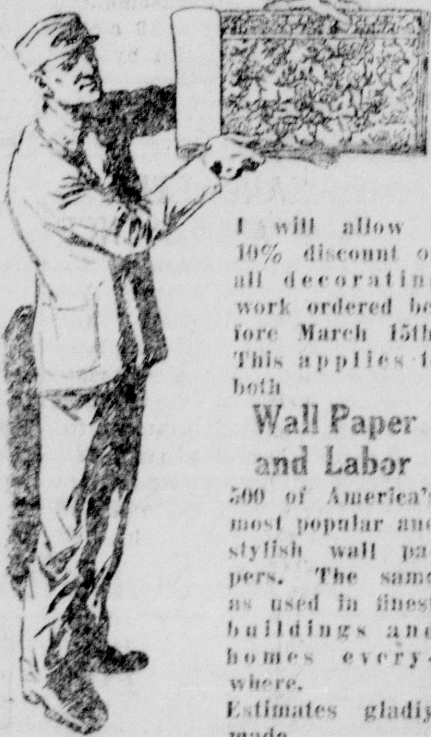 I will allow
10% discount o
all decoratin
work ordered be
fore March 15th
This applies t
both
Wall Paper
and Labor
500 of America's
most popular and
stylish wall pa-
pers. The same
as used in finest
buildings and
homes every-
where.
Estimates gladly
made